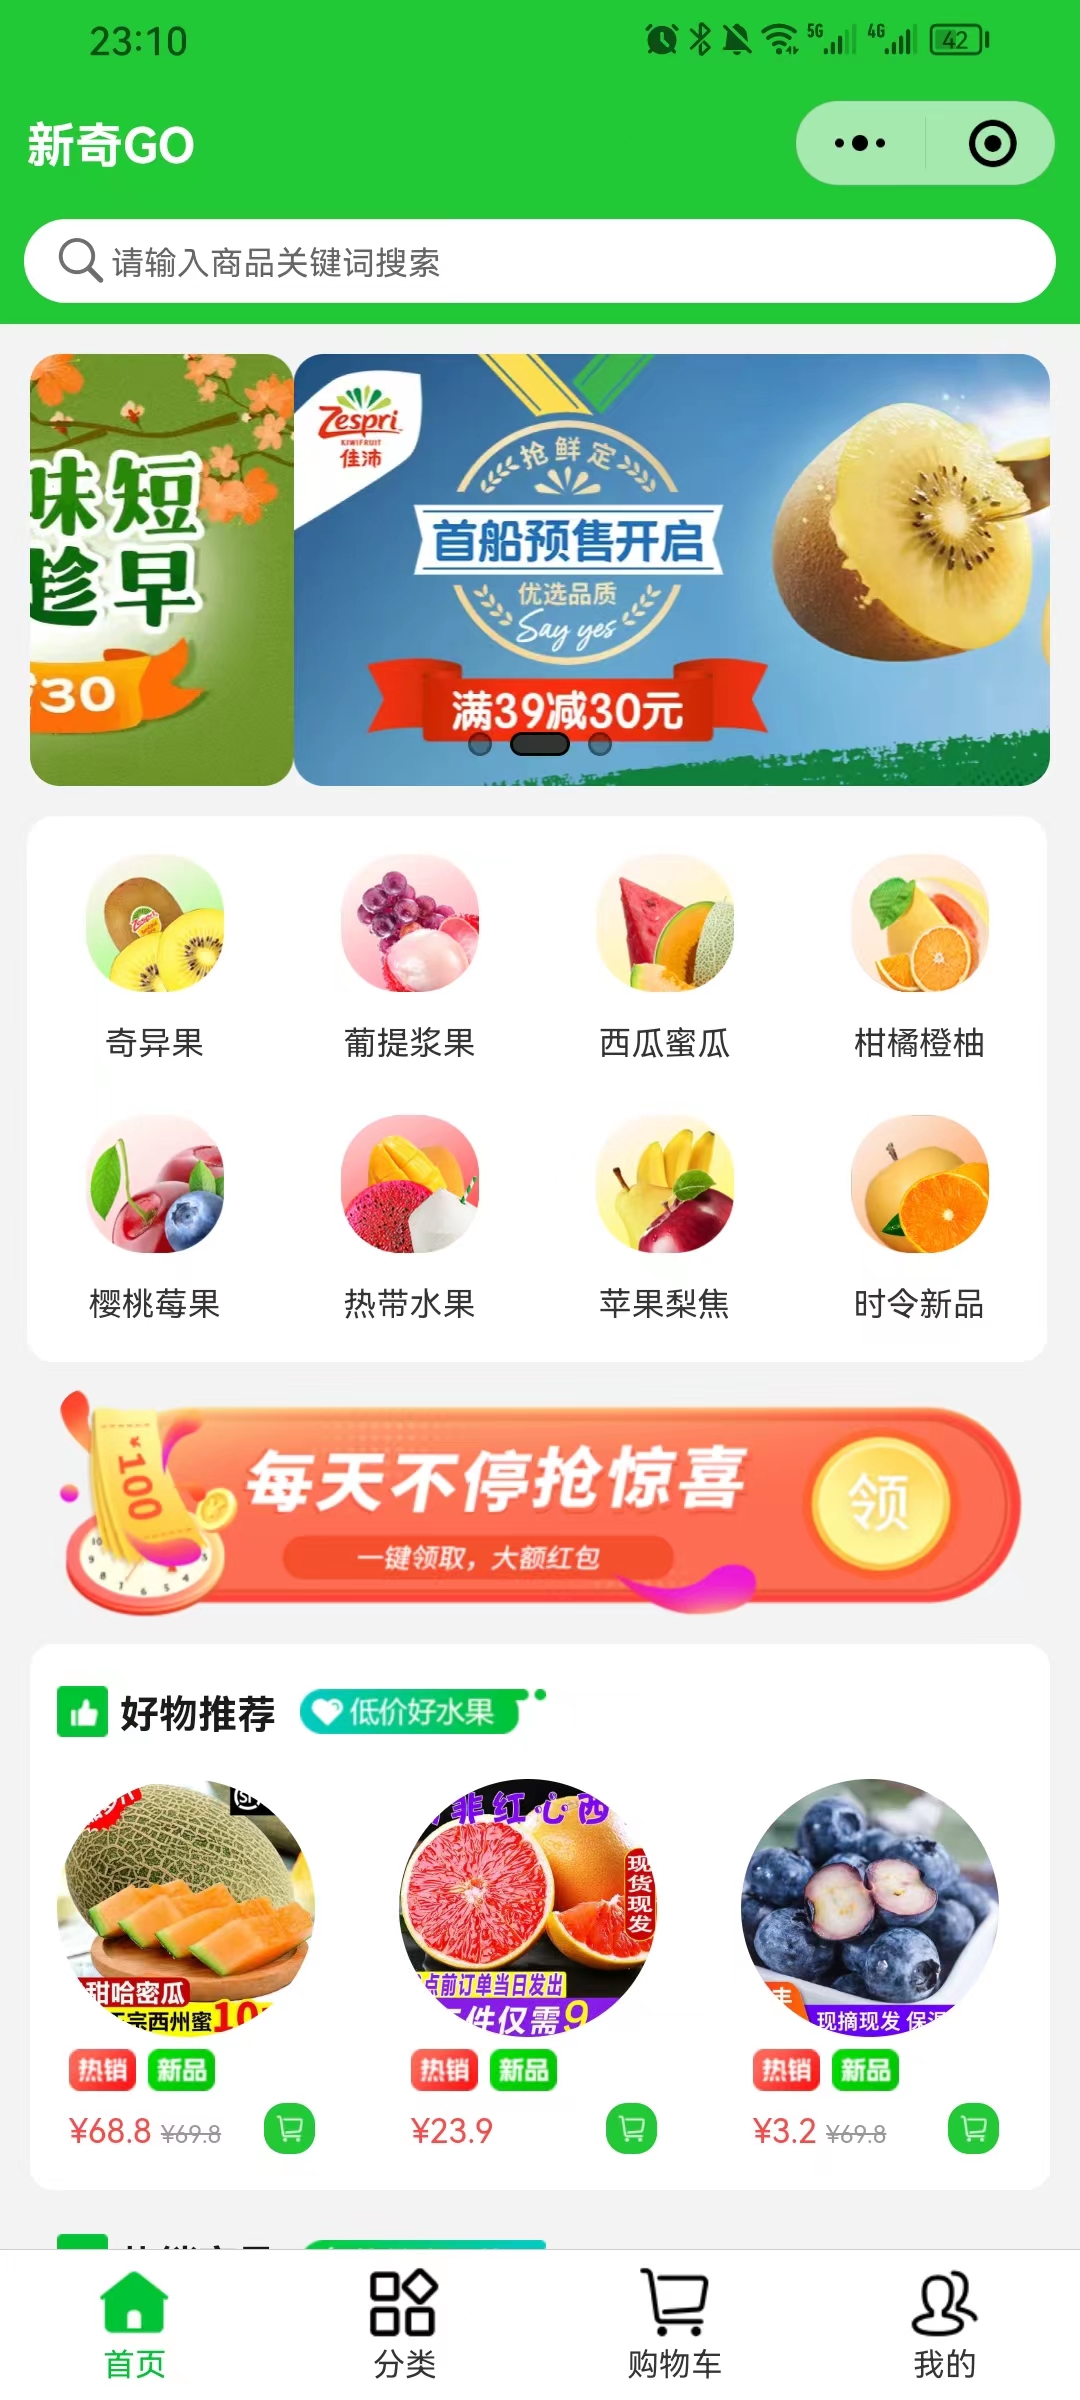 23:10
5G
4G
42
新奇GO
请输入商品关键词搜索
味短
趁早
30
Zespri
KIWIFRUIT
佳沛
抢鲜定
首船预售开启
优选品质
Say yes
满39减30元
奇异果
葡提浆果
西瓜蜜瓜
柑橘橙柚
樱桃莓果
热带水果
苹果梨焦
时令新品
100
每天不停抢惊喜
一键领取，大额红包
领
好物推荐
低价好水果
甜哈密瓜
宗西州蜜10
非红心西
现货现发
点前订单当日发出
件仅需9
现摘现发 保
热销 新品
热销 新品
热销 新品
¥68.8 ¥69.8
¥23.9
¥3.2 ¥69.8
首页
分类
购物车
我的